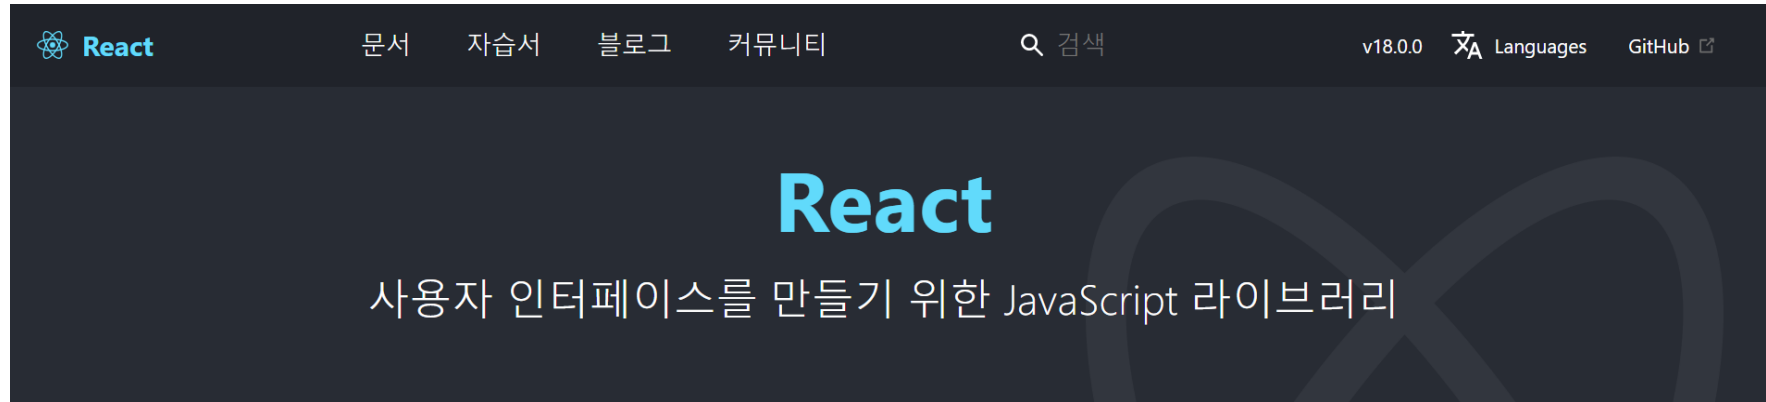 React 문서 자습서 블로그 커뮤니티 검색 v18.0.0 Languages GitHub
React
사용자 인터페이스를 만들기 위한 JavaScript 라이브러리